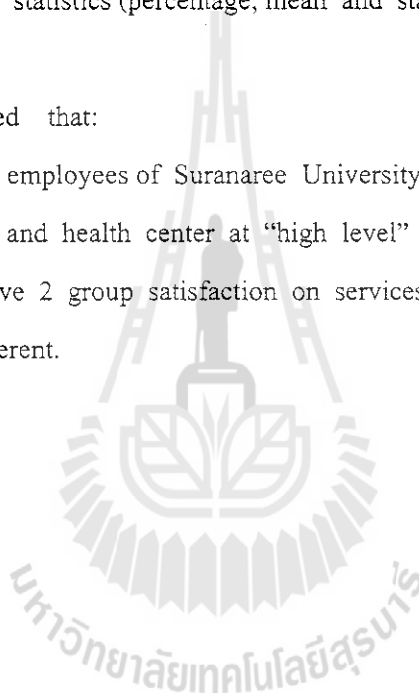 statistics (percentage, mean and sta
ed that:
employees of Suranaree University
and health center at “high level”
ve 2 group satisfaction on services
erent.
มหาวิทยาลัยเทคโนโลยีสุรนารี